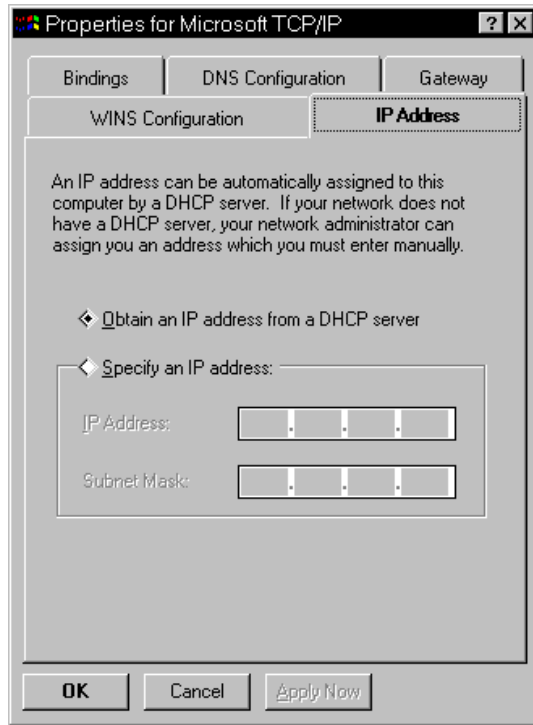 Properties for Microsoft TCP/IP
Bindings
DNS Configuration
Gateway
WINS Configuration
IP Address
An IP address can be automatically assigned to this
computer by a DHCP server. If your network does not
have a DHCP server, your network administrator can
assign you an address which you must enter manually.
Obtain an IP address from a DHCP server
Specify an IP address:
IP Address:
Subnet Mask:
OK
Cancel
Apply Now